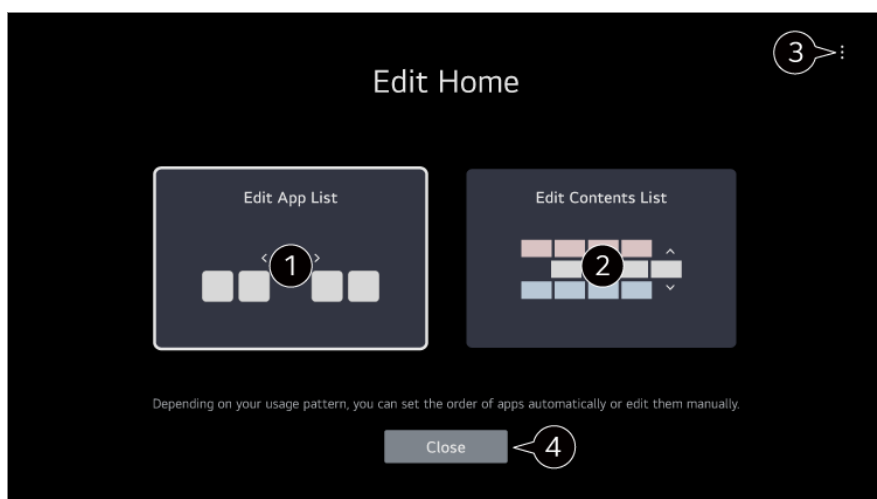 3
Edit Home
Edit App List
Edit Contents List
1
2
Depending on your usage pattern, you can set the order of apps automatically or edit them manually.
Close
4